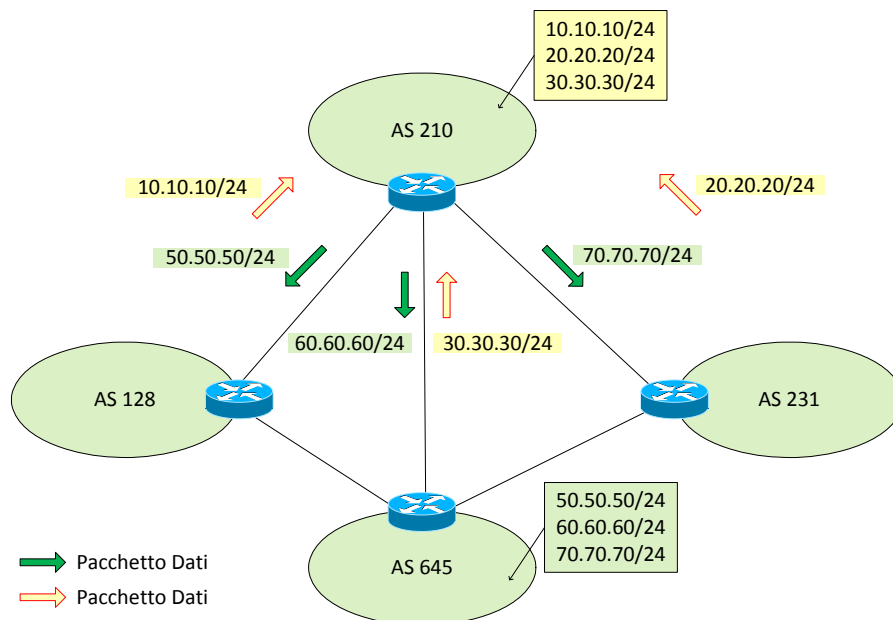 10.10.10/24
20.20.20/24
30.30.30/24
AS 210
10.10.10/24
20.20.20/24
50.50.50/24
70.70.70/24
60.60.60/24
30.30.30/24
AS 128
AS 231
50.50.50/24
60.60.60/24
70.70.70/24
AS 645
Pacchetto Dati
Pacchetto Dati